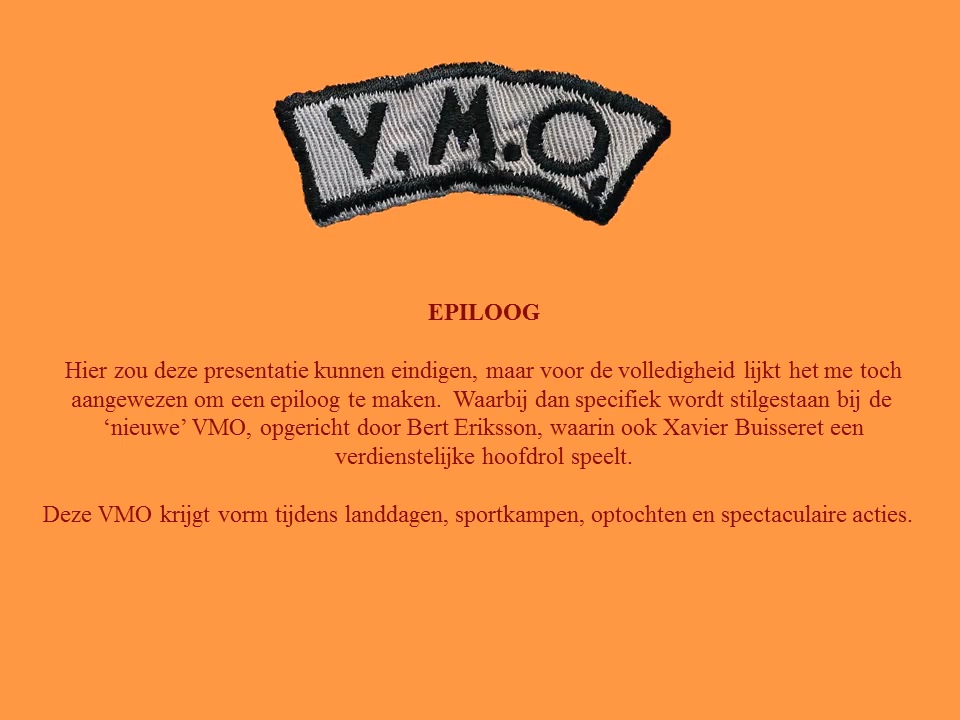 V.M.O.
EPILOOG
Hier zou deze presentatie kunnen eindigen, maar voor de volledigheid lijkt het me toch
aangewezen om een epiloog te maken.  Waarbij dan specifiek wordt stilgestaan bij de
‘nieuwe’ VMO, opgericht door Bert Eriksson, waarin ook Xavier Buisseret een
verdienstelijke hoofdrol speelt.
Deze VMO krijgt vorm tijdens landdagen, sportkampen, optochten en spectaculaire acties.